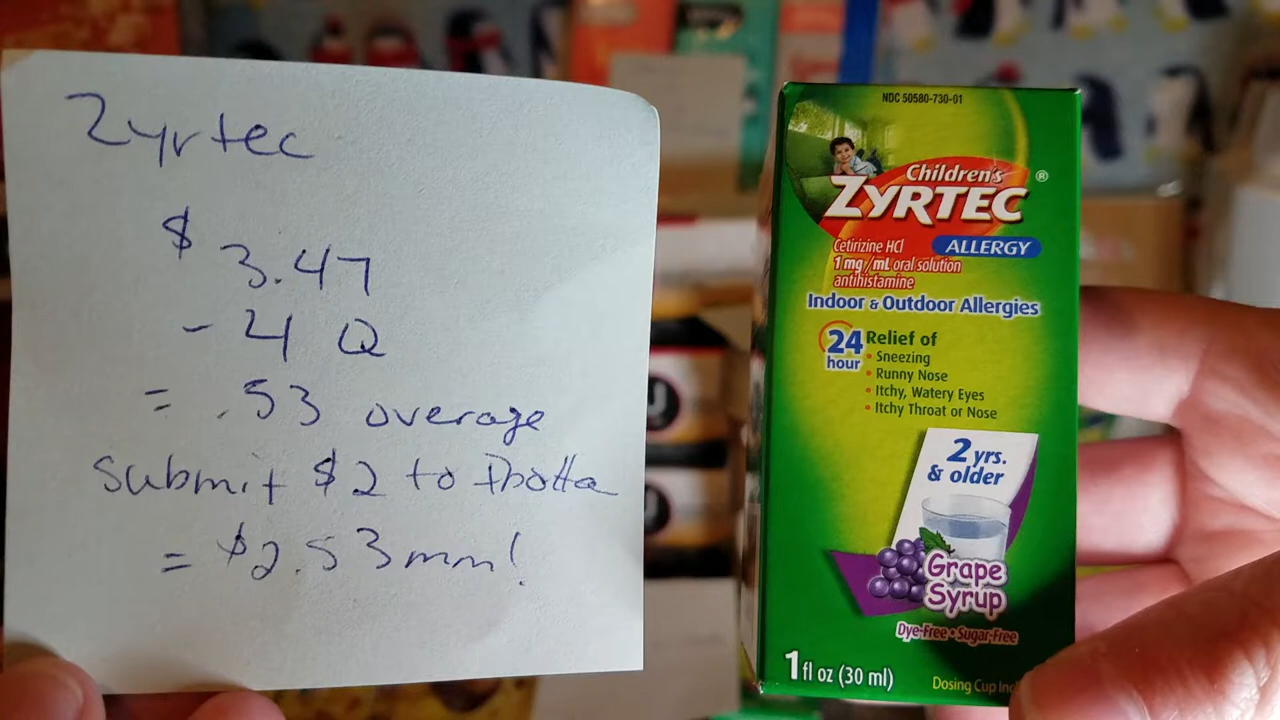 Zyrtec
$ 3.47
- 4 Q
= .53 overage
submit $2 to Ibotta
= $2.53 mm!
NDC 50580-730-01
Children's
ZYRTEC®
Cetirizine HCl
ALLERGY
1 mg/mL oral solution
antihistamine
Indoor & Outdoor Allergies
24
hour
Relief of
• Sneezing
• Runny Nose
• Itchy, Watery Eyes
• Itchy Throat or Nose
2 yrs.
& older
Grape
Syrup
Dye-Free • Sugar-Free
1 fl oz (30 ml)
Dosing Cup